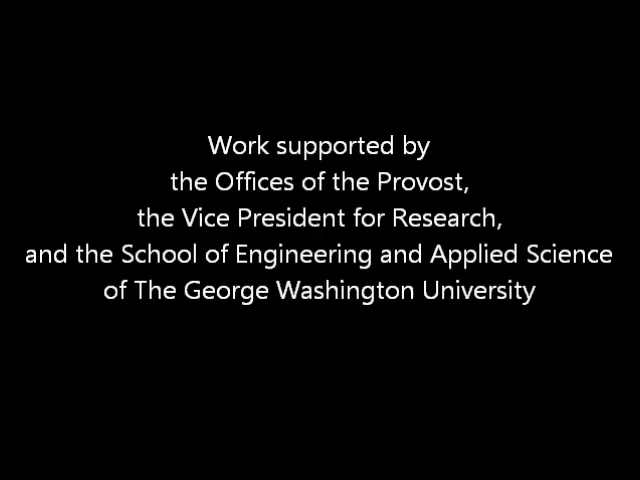 Work supported by
the Offices of the Provost,
the Vice President for Research,
and the School of Engineering and Applied Science
of The George Washington University